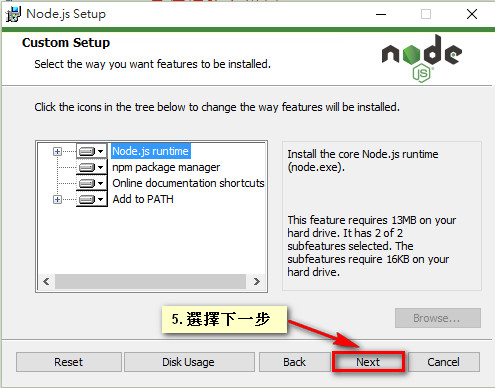 Node.js Setup
Custom Setup
Select the way you want features to be installed.
node
JS
Click the icons in the tree below to change the way features will be installed.
Node.js runtime
npm package manager
Online documentation shortcuts
Add to PATH
Install the core Node.js runtime
(node.exe).
This feature requires 13MB on your
hard drive. It has 2 of 2
subfeatures selected. The
subfeatures require 16KB on your
hard drive.
5.選擇下一步
Browse...
Reset
Disk Usage
Back
Next
Cancel